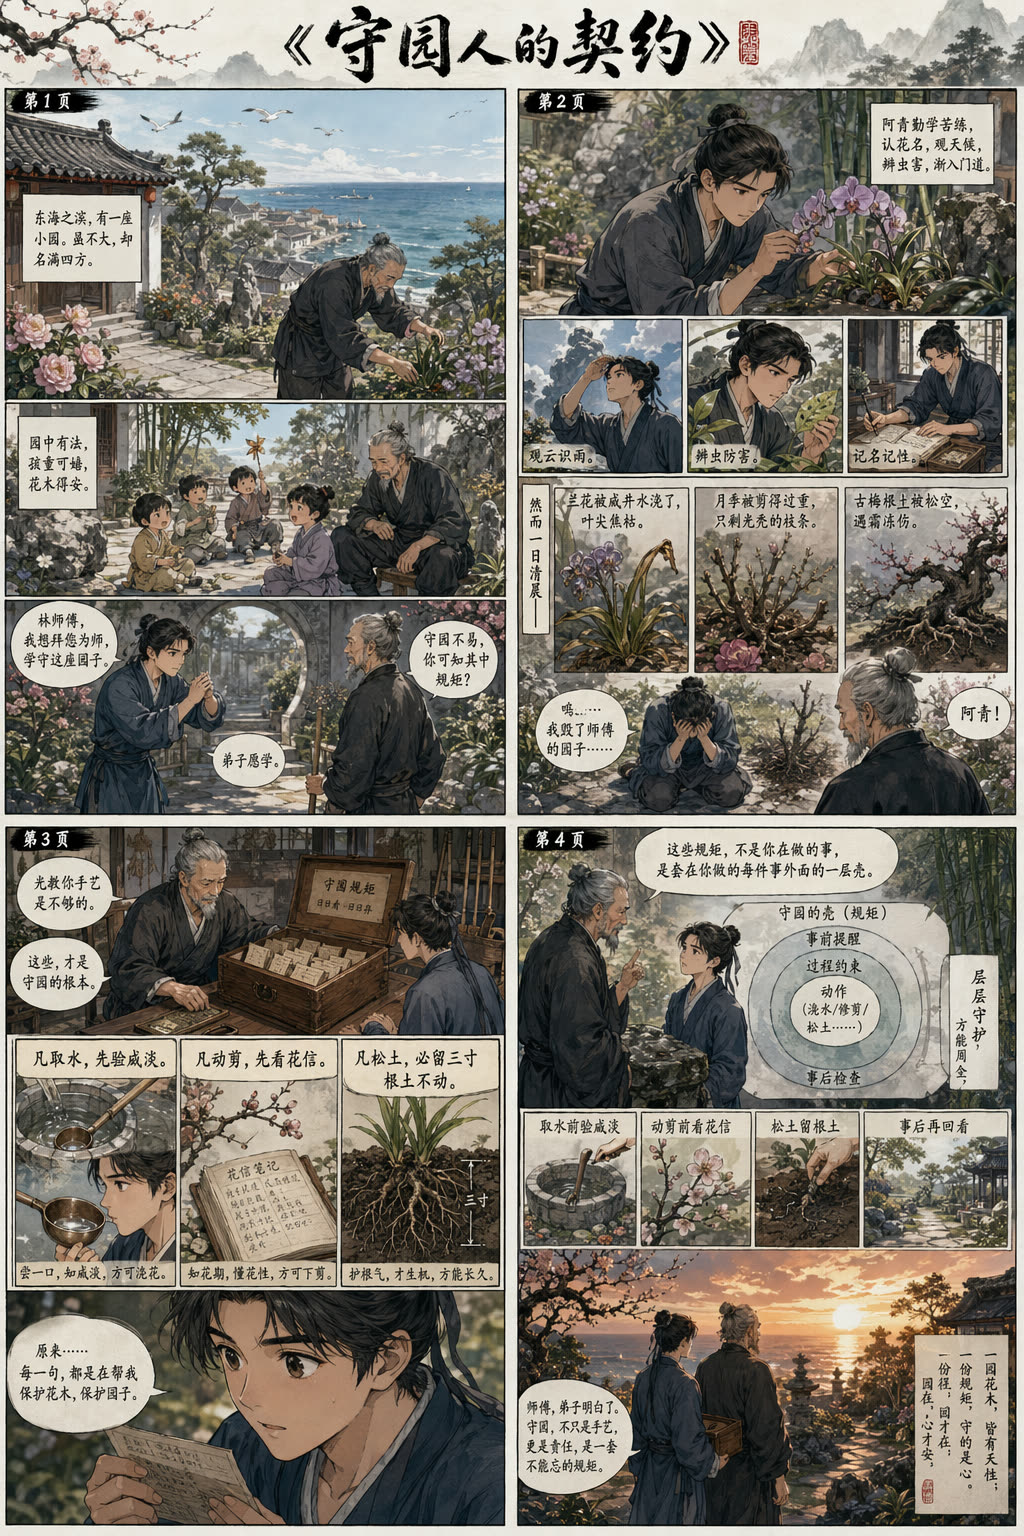 《守园人的契约》
第1页
东海之滨，有一座
小园。虽不大，却
名满四方。
园中有法，
孩童可嬉，
花木得安。
林师傅，
我想拜您为师，
学守这座园子。
守园不易，
你可知其中
规矩？
弟子愿学。
第2页
阿青勤学苦练，
认花名，观天候，
辨虫害，渐入门道。
观云识雨。
辨虫防害。
记名记性。
然而一日清晨——
兰花被咸井水浇了，
叶尖焦枯。
月季被剪得过重，
只剩光秃的枝条。
古梅根土被松空，
遇霜冻伤。
呜……
我毁了师傅
的园子……
阿青！
第3页
光教你手艺
是不够的。
这些，才是
守园的根本。
守园规矩
凡取水，先验咸淡。
尝一口，知咸淡，方可浇花。
凡动剪，先看花信。
花信笔记
知花期，懂花性，方可下剪。
凡松土，必留三寸
根土不动。
三寸
护根气，才生机，方能长久。
原来……
每一句，都是在帮我
保护花木，保护园子。
第4页
这些规矩，不是你在做的事，
是套在你做的每件事外面的一层壳。
守园的壳（规矩）
事前提醒
过程约束
动作
（浇水/修剪/
松土……）
事后检查
层层守护，
方能周全，
取水前验咸淡
动剪前看花信
松土留根土
事后再回看
师傅，弟子明白了。
守园，不只是手艺，
更是责任，是一套
不能忘的规矩。
一园花木，皆有天性；
一份规矩，守的是心。
一份径，园才在；
园在，心才安，